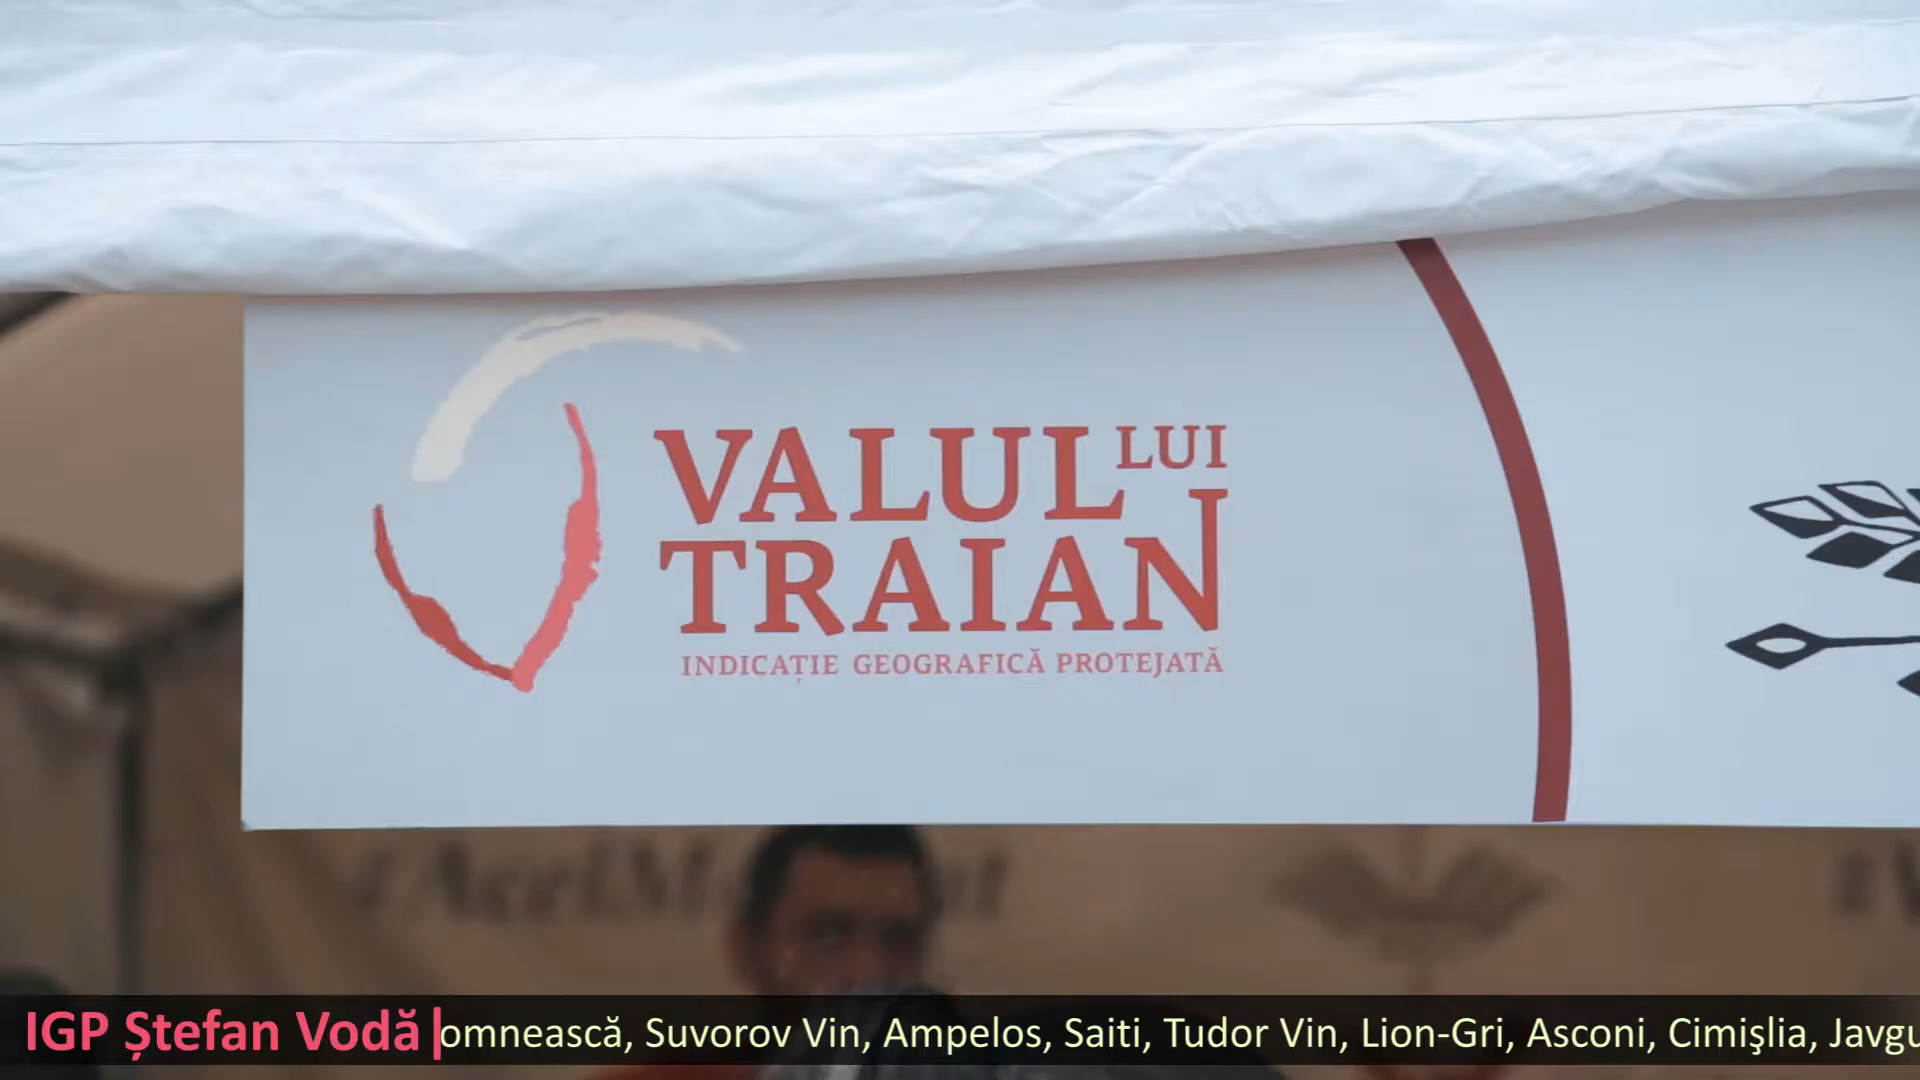 VALUL LUI
TRAIAN
INDICAȚIE GEOGRAFICĂ PROTEJATĂ
IGP Ștefan Vodă | omnească, Suvorov Vin, Ampelos, Saiti, Tudor Vin, Lion-Gri, Asconi, Cimişlia, Javgu